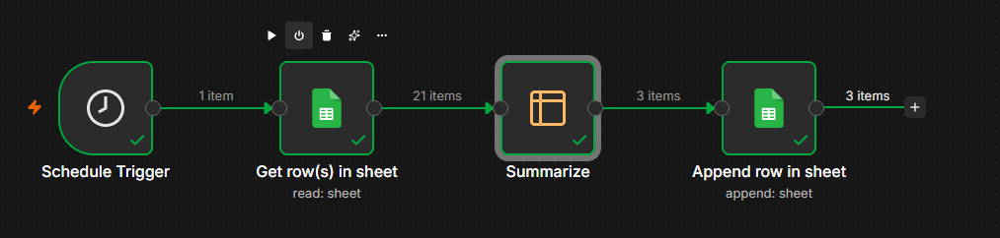 1 item
21 items
3 items
3 items
Schedule Trigger
Get row(s) in sheet
read: sheet
Summarize
Append row in sheet
append: sheet